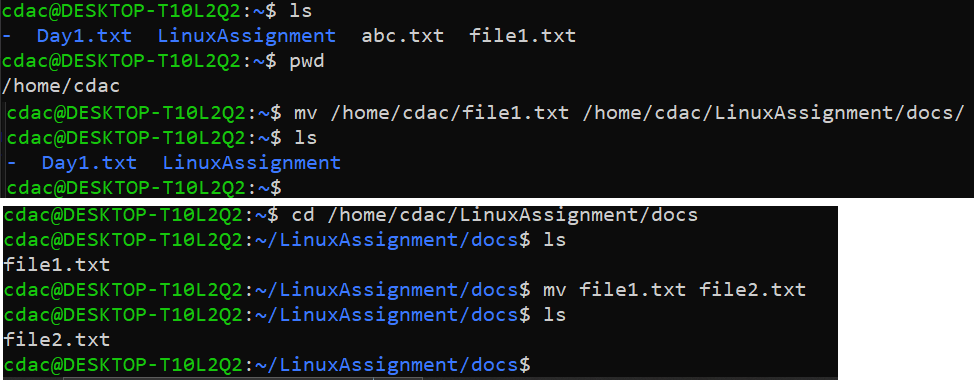 cdac@DESKTOP-T10L2Q2:~$ ls
-  Day1.txt  LinuxAssignment  abc.txt  file1.txt
cdac@DESKTOP-T10L2Q2:~$ pwd
/home/cdac
cdac@DESKTOP-T10L2Q2:~$ mv /home/cdac/file1.txt /home/cdac/LinuxAssignment/docs/
cdac@DESKTOP-T10L2Q2:~$ ls
-  Day1.txt  LinuxAssignment
cdac@DESKTOP-T10L2Q2:~$
cdac@DESKTOP-T10L2Q2:~$ cd /home/cdac/LinuxAssignment/docs
cdac@DESKTOP-T10L2Q2:~/LinuxAssignment/docs$ ls
file1.txt
cdac@DESKTOP-T10L2Q2:~/LinuxAssignment/docs$ mv file1.txt file2.txt
cdac@DESKTOP-T10L2Q2:~/LinuxAssignment/docs$ ls
file2.txt
cdac@DESKTOP-T10L2Q2:~/LinuxAssignment/docs$